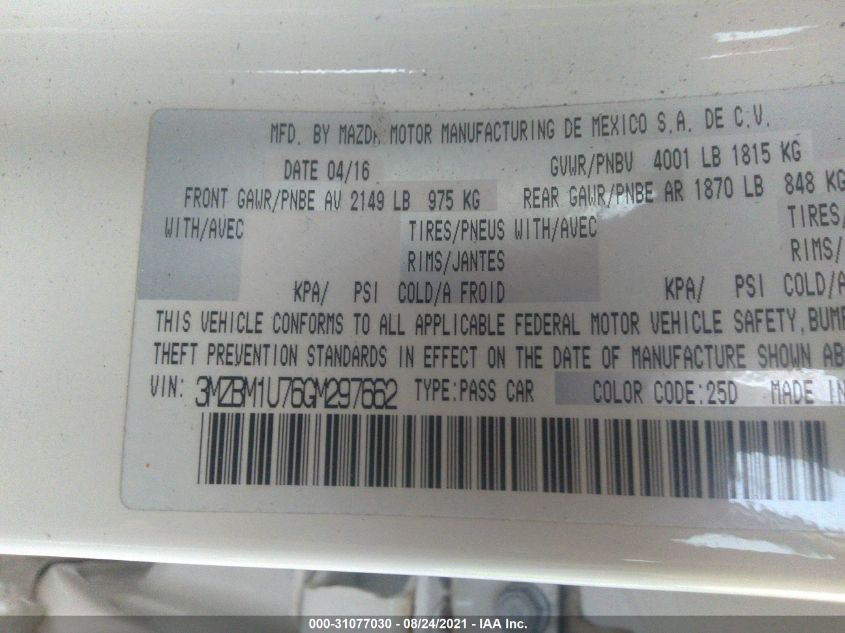 MFD. BY MAZDA MOTOR MANUFACTURING DE MEXICO S.A. DE C.V.
DATE 04/16 GVWR/PNBV 4001 LB 1815 KG
FRONT GAWR/PNBE AV 2149 LB 975 KG REAR GAWR/PNBE AR 1870 LB 848 KG
WITH/AVEC TIRES/PNEUS WITH/AVEC TIRES/
RIMS/JANTES RIMS/
KPA/ PSI COLD/A FROID KPA/ PSI COLD/A
THIS VEHICLE CONFORMS TO ALL APPLICABLE FEDERAL MOTOR VEHICLE SAFETY, BUMP
THEFT PREVENTION STANDARDS IN EFFECT ON THE DATE OF MANUFACTURE SHOWN AB
VIN: 3MZBM1U76GM297662 TYPE:PASS CAR COLOR CODE:25D MADE IN
000-31077030 - 08/24/2021 - IAA Inc.